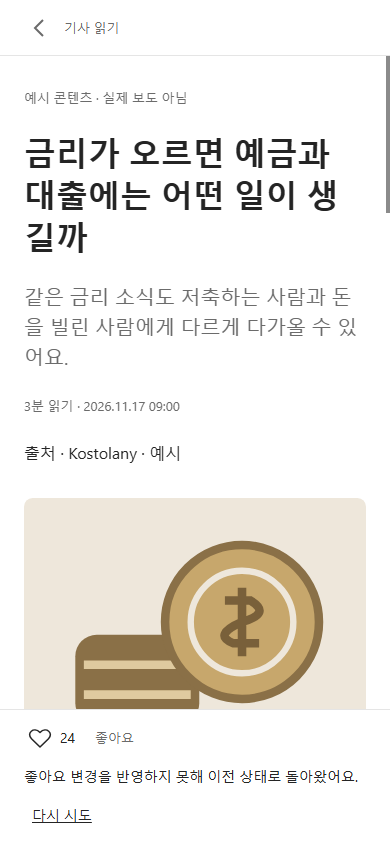 기사 읽기
예시 콘텐츠 · 실제 보도 아님
금리가 오르면 예금과
대출에는 어떤 일이 생
길까
같은 금리 소식도 저축하는 사람과 돈
을 빌린 사람에게 다르게 다가올 수 있
어요.
3분 읽기 · 2026.11.17 09:00
출처 · Kostolany · 예시
24 좋아요
좋아요 변경을 반영하지 못해 이전 상태로 돌아왔어요.
다시 시도